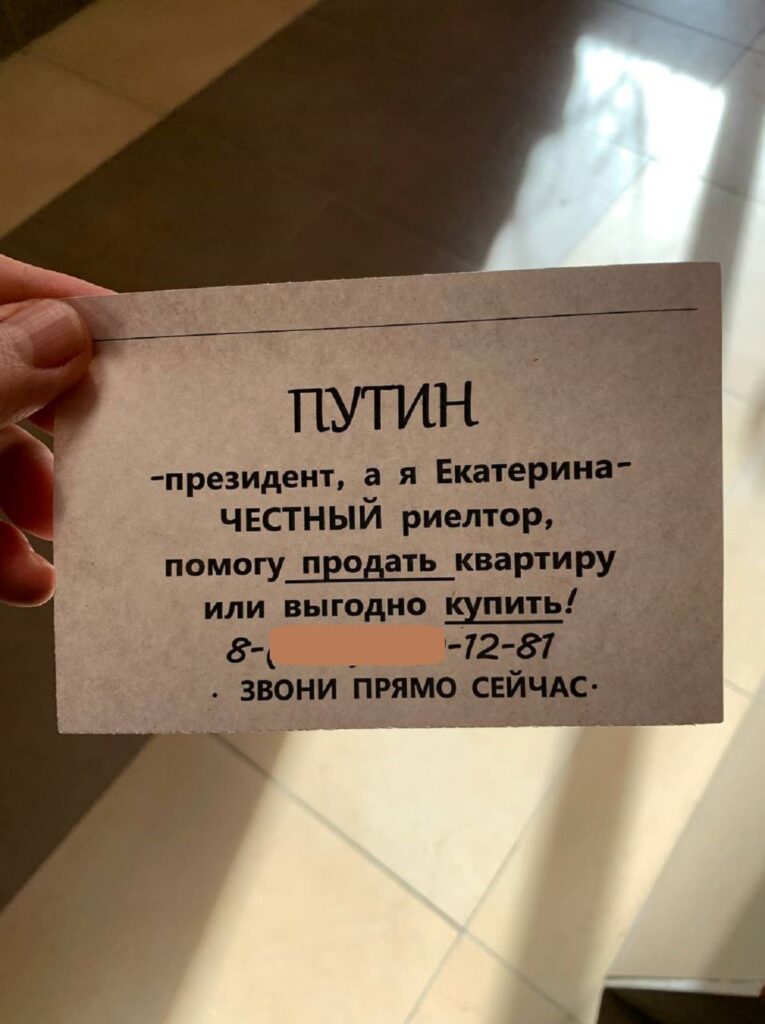 ПУТИН
-президент, а я Екатерина-
ЧЕСТНЫЙ риелтор,
помогу продать квартиру
или выгодно купить!
8-( -12-81
· ЗВОНИ ПРЯМО СЕЙЧАС·